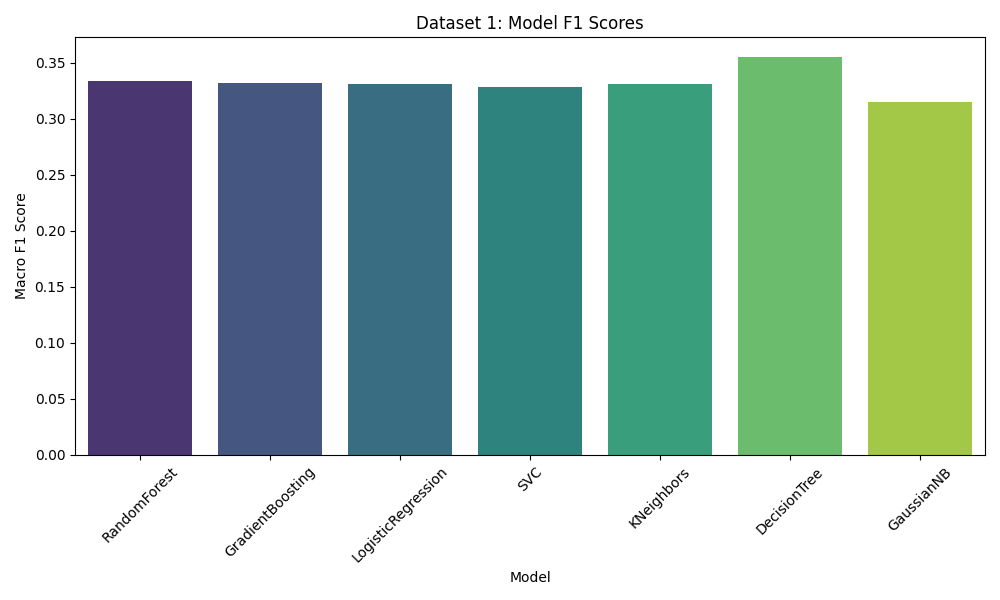 Dataset 1: Model F1 Scores
Macro F1 Score
0.35
0.30
0.25
0.20
0.15
0.10
0.05
0.00
RandomForest
GradientBoosting
LogisticRegression
SVC
KNeighbors
DecisionTree
GaussianNB
Model